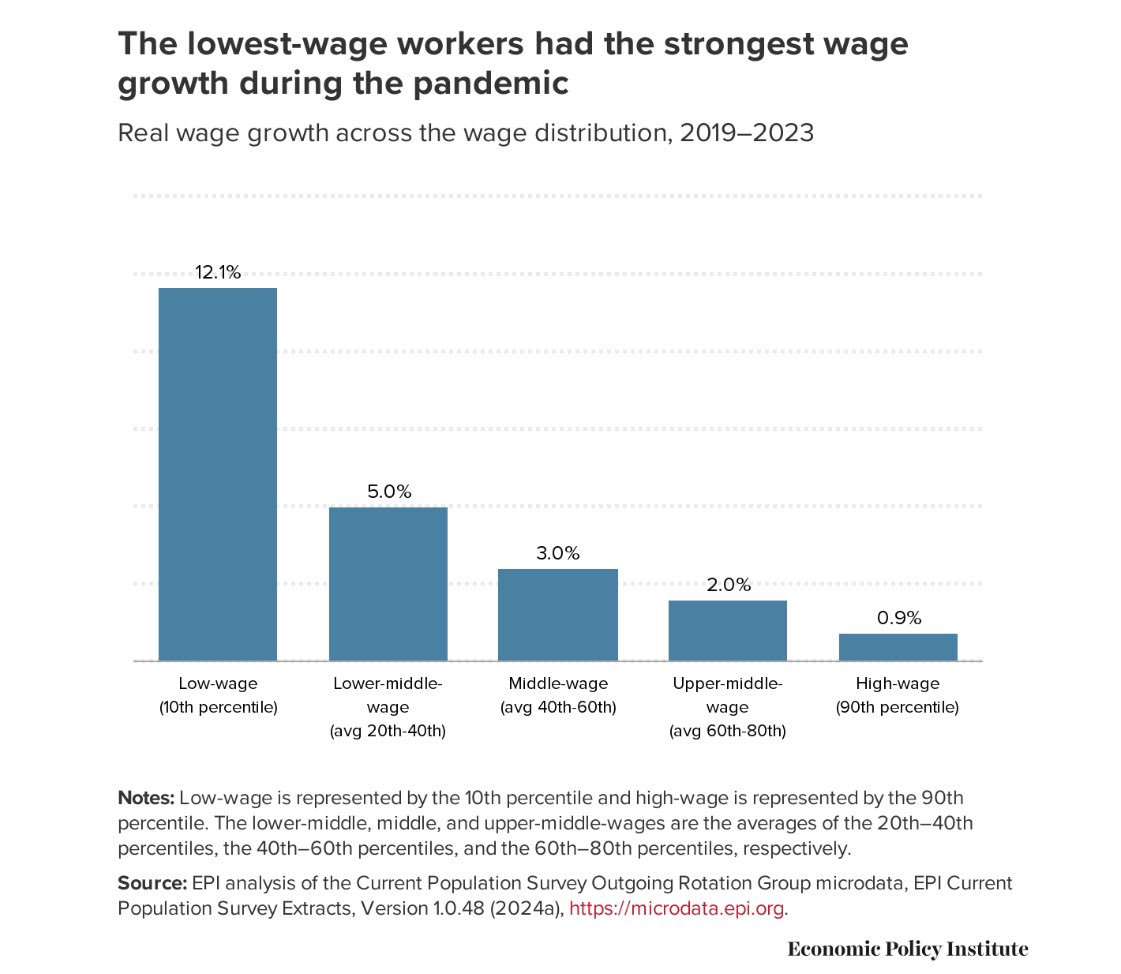 The lowest-wage workers had the strongest wage
growth during the pandemic
Real wage growth across the wage distribution, 2019–2023
12.1%
5.0%
3.0%
2.0%
0.9%
Low-wage
(10th percentile)
Lower-middle-
wage
(avg 20th-40th)
Middle-wage
(avg 40th-60th)
Upper-middle-
wage
(avg 60th-80th)
High-wage
(90th percentile)
Notes: Low-wage is represented by the 10th percentile and high-wage is represented by the 90th
percentile. The lower-middle, middle, and upper-middle-wages are the averages of the 20th–40th
percentiles, the 40th–60th percentiles, and the 60th–80th percentiles, respectively.
Source: EPI analysis of the Current Population Survey Outgoing Rotation Group microdata, EPI Current
Population Survey Extracts, Version 1.0.48 (2024a), https://microdata.epi.org.
Economic Policy Institute